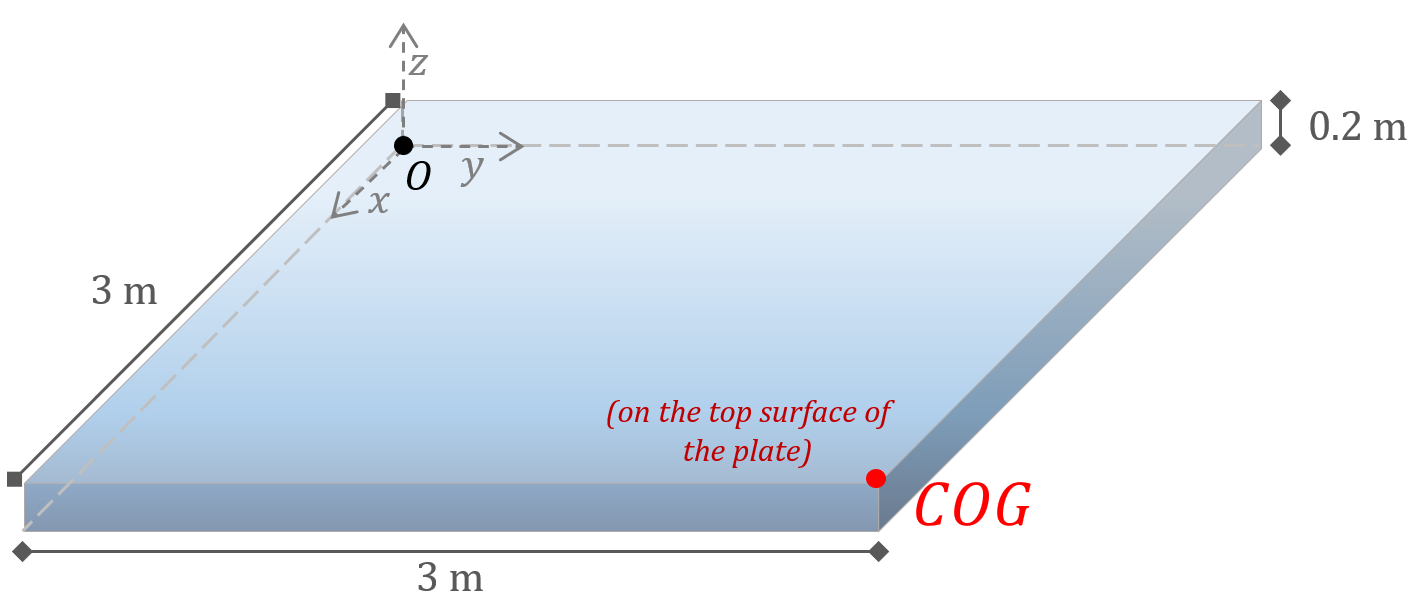 z
0.2 m
O
y
x
3 m
(on the top surface of
the plate)
COG
3 m